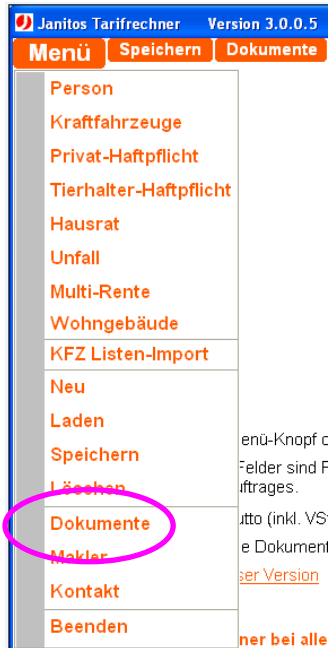 Janitos Tarifrechner Version 3.0.0.5
Menü Speichern Dokumente
Person
Kraftfahrzeuge
Privat-Haftpflicht
Tierhalter-Haftpflicht
Hausrat
Unfall
Multi-Rente
Wohngebäude
KFZ Listen-Import
Neu
Laden
Speichern
Löschen
Dokumente
Makler
Kontakt
Beenden
enü-Knopf
Felder sind
uftrages.
utto (inkl.
e Dokument
ser Version
ner bei alle